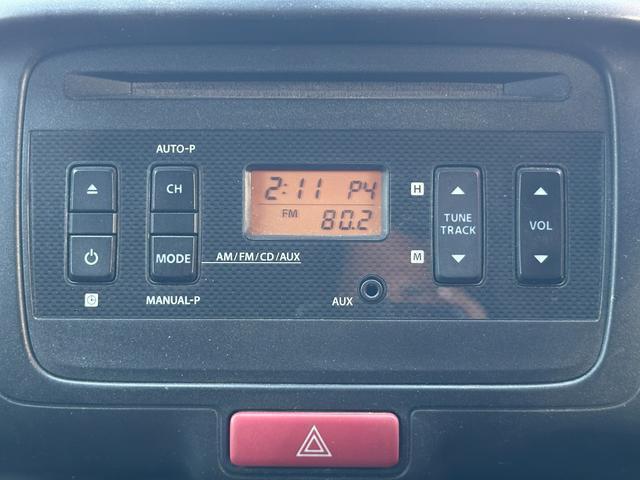 AUTO-P
CH
2:11 P4
H
FM 80.2
TUNE
TRACK
VOL
MODE
AM/FM/CD/AUX
M
MANUAL-P
AUX